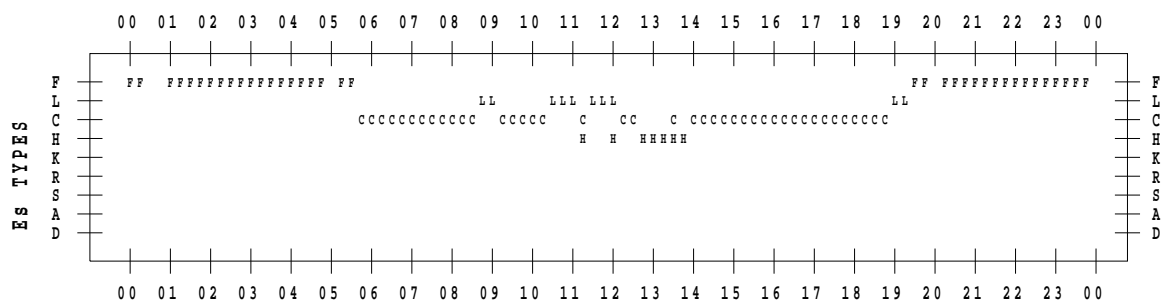 00 01 02 03 04 05 06 07 08 09 10 11 12 13 14 15 16 17 18 19 20 21 22 23 00
F FF FFFFFFFFFFFFFFFF FF FF FFFFFFFFFFFFFFF F
L LL LLL LLL LL L
C CCCCCCCCCCCC CCCCC C CC C CCCCCCCCCCCCCCCCCCCC C
H H H HHHHH H
K K
R R
S S
A A
D D
Es TYPES
00 01 02 03 04 05 06 07 08 09 10 11 12 13 14 15 16 17 18 19 20 21 22 23 00